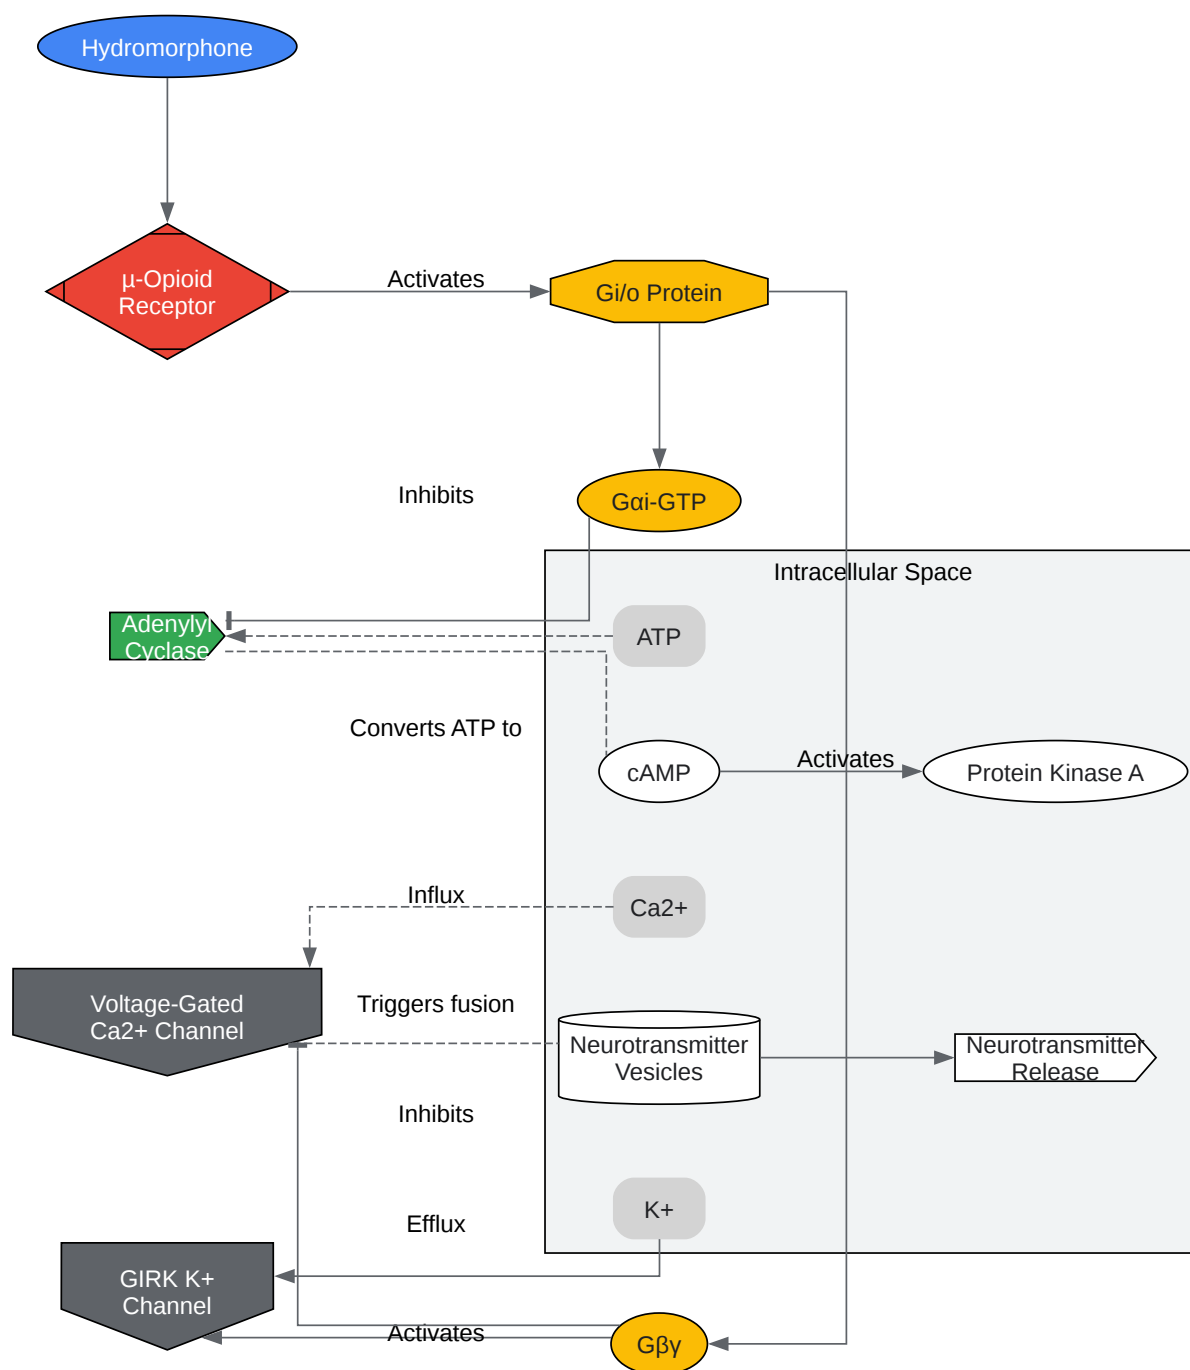 Hydromorphone
μ-Opioid
Receptor
Activates
Gi/o Protein
Inhibits
Gαi-GTP
Intracellular Space
Adenylyl
Cyclase
ATP
Converts ATP to
cAMP
Activates
Protein Kinase A
Influx
Ca2+
Voltage-Gated
Ca2+ Channel
Triggers fusion
Neurotransmitter
Vesicles
Neurotransmitter
Release
Inhibits
K+
Efflux
GIRK K+
Channel
Activates
Gβγ